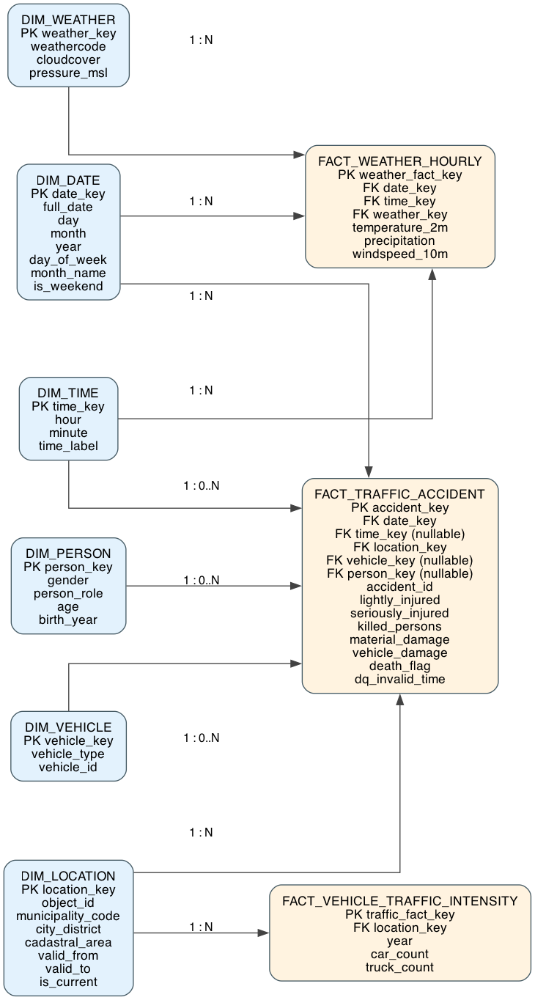 DIM_WEATHER
PK weather_key
weathercode
cloudcover
pressure_msl
1 : N
FACT_WEATHER_HOURLY
PK weather_fact_key
FK date_key
FK time_key
FK weather_key
temperature_2m
precipitation
windspeed_10m
DIM_DATE
PK date_key
full_date
day
month
year
day_of_week
month_name
is_weekend
1 : N
1 : N
DIM_TIME
PK time_key
hour
minute
time_label
1 : N
1 : 0..N
FACT_TRAFFIC_ACCIDENT
PK accident_key
FK date_key
FK time_key (nullable)
FK location_key
FK vehicle_key (nullable)
FK person_key (nullable)
accident_id
lightly_injured
seriously_injured
killed_persons
material_damage
vehicle_damage
death_flag
dq_invalid_time
DIM_PERSON
PK person_key
gender
person_role
age
birth_year
1 : 0..N
DIM_VEHICLE
PK vehicle_key
vehicle_type
vehicle_id
1 : 0..N
1 : N
DIM_LOCATION
PK location_key
object_id
municipality_code
city_district
cadastral_area
valid_from
valid_to
is_current
1 : N
FACT_VEHICLE_TRAFFIC_INTENSITY
PK traffic_fact_key
FK location_key
year
car_count
truck_count